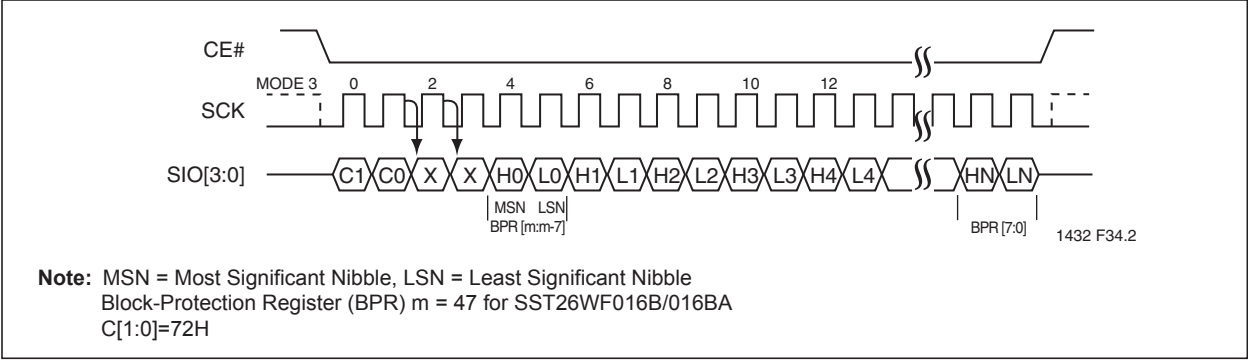 CE#
MODE 3 0 2 4 6 8 10 12
SCK
SIO[3:0] C1 C0 X X H0 L0 H1 L1 H2 L2 H3 L3 H4 L4 HN LN
MSN LSN
BPR [m:m-7] BPR [7:0]
1432 F34.2
Note: MSN = Most Significant Nibble, LSN = Least Significant Nibble
Block-Protection Register (BPR) m = 47 for SST26WF016B/016BA
C[1:0]=72H